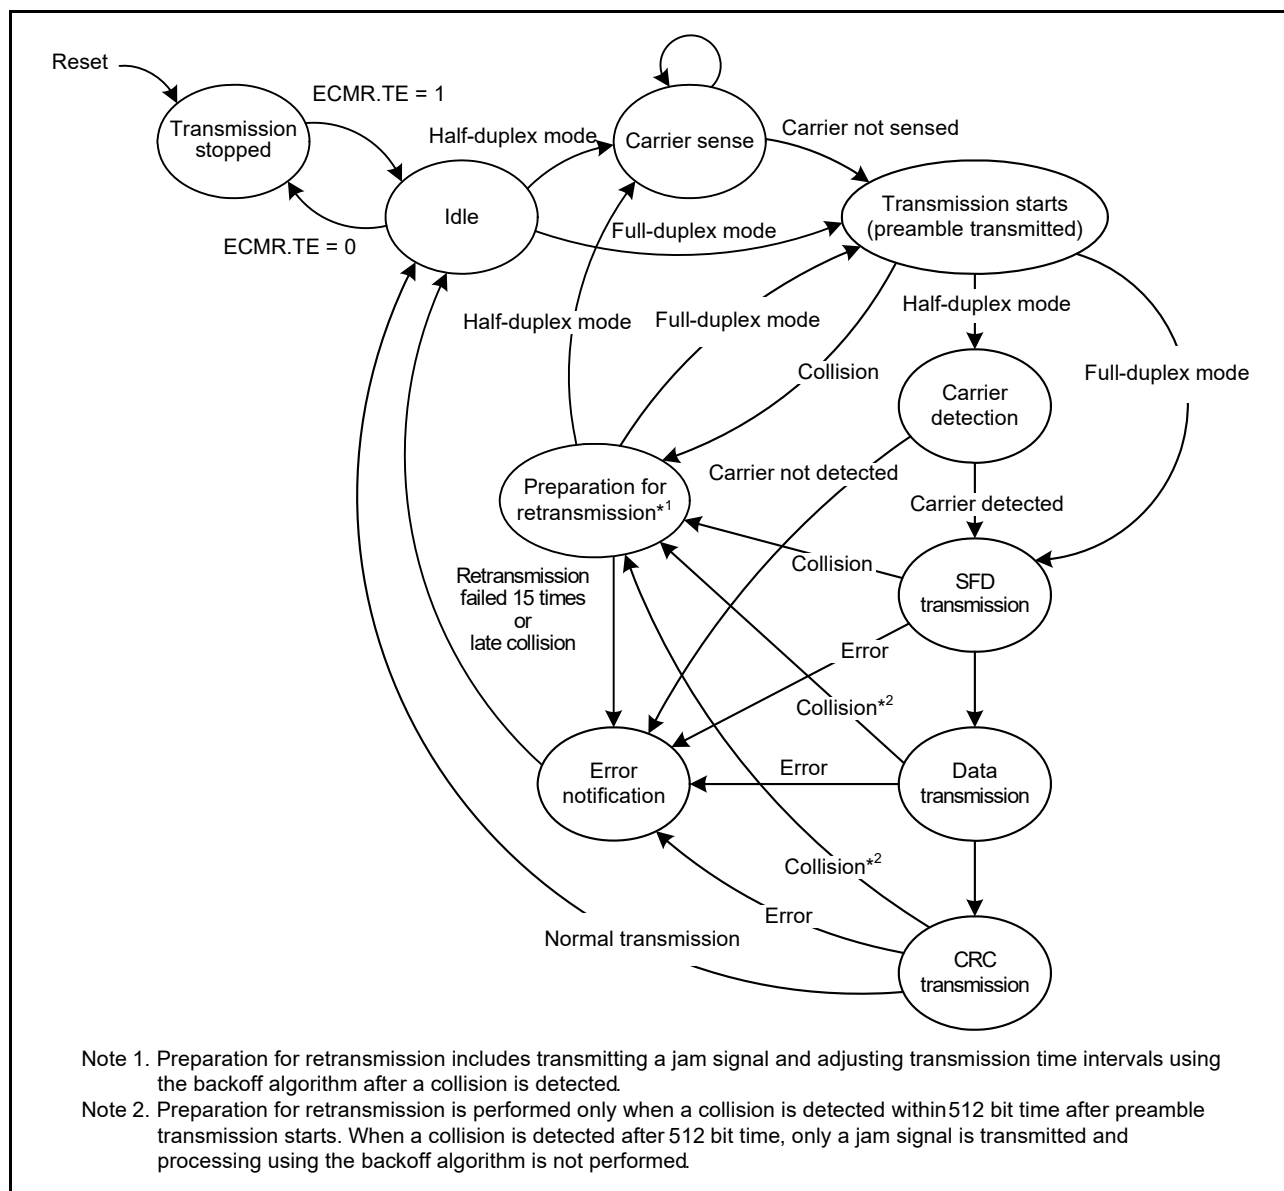 Reset
ECMR.TE = 1
Transmission
stopped
Half-duplex mode
Carrier sense
Carrier not sensed
Idle
ECMR.TE = 0
Full-duplex mode
Transmission starts
(preamble transmitted)
Half-duplex mode
Half-duplex mode
Full-duplex mode
Collision
Full-duplex mode
Carrier
detection
Carrier not detected
Preparation for
retransmission*1
Carrier detected
Collision
SFD
transmission
Retransmission
failed 15 times
or
late collision
Error
Collision*2
Error
notification
Error
Data
transmission
Collision*2
Error
Normal transmission
CRC
transmission
Note 1. Preparation for retransmission includes transmitting a jam signal and adjusting transmission time intervals using
the backoff algorithm after a collision is detected.
Note 2. Preparation for retransmission is performed only when a collision is detected within 512 bit time after preamble
transmission starts. When a collision is detected after 512 bit time, only a jam signal is transmitted and
processing using the backoff algorithm is not performed.